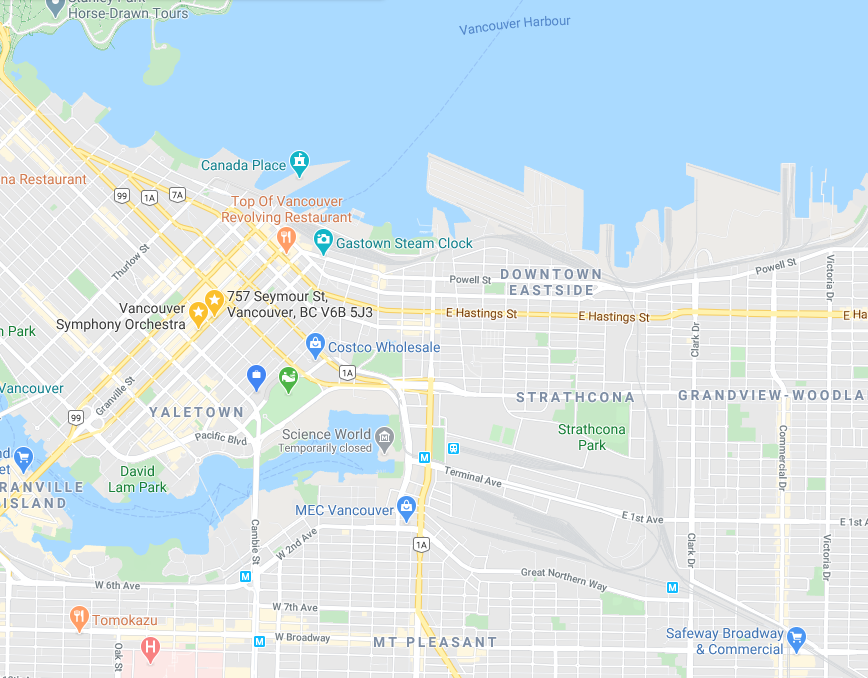 Stanley Park
Horse-Drawn Tours
Vancouver Harbour
Canada Place
na Restaurant
99
1A
7A
Top Of Vancouver
Revolving Restaurant
Gastown Steam Clock
Thurlow St
Powell St
DOWNTOWN
EASTSIDE
Powell St
Victoria Dr
757 Seymour St,
Vancouver, BC V6B 5J3
Vancouver
Symphony Orchestra
E Hastings St
E Hastings St
E Ha
n Park
Clark Dr
Costco Wholesale
1A
Vancouver
Granville St
STRATHCONA
GRANDVIEW-WOODLA
YALETOWN
99
Pacific Blvd
Science World
Temporarily closed
Strathcona
Park
Commercial Dr
nd
et
M
RANVILLE
ISLAND
David
Lam Park
Terminal Ave
MEC Vancouver
E 1st Ave
E 1st A
Cambie St
W 2nd Ave
1A
Clark Dr
Victoria Dr
W 6th Ave
M
Great Northern Way
M
W 7th Ave
Tomokazu
Oak St
H
M
W Broadway
MT PLEASANT
Safeway Broadway
& Commercial